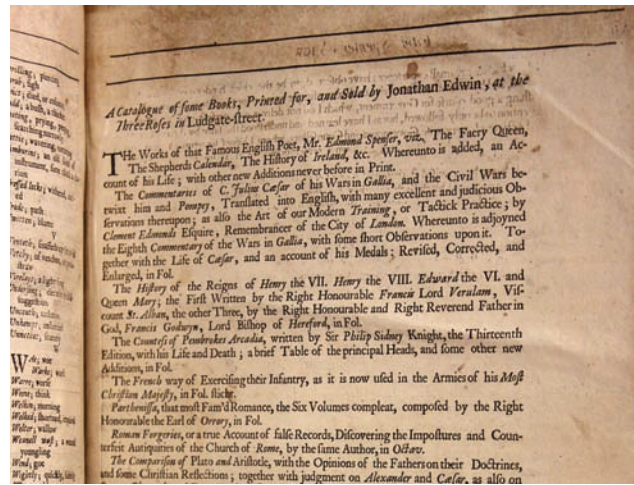 A Catalogue of some Books, Printed for, and Sold by Jonathan Edwin, at the
Three Roses in Ludgate-street.
THe Works of that Famous English Poet, Mr. Edmond Spenser, viz. The Faery Queen,
The Shepherds Calendar, The History of Ireland, &c. Whereunto is added, an Ac-
count of his Life; with other new Additions never before in Print.
The Commentaries of C. Julius Cæsar of his Wars in Gallia, and the Civil Wars be-
twixt him and Pompey, Translated into English, with many excellent and judicious Ob-
servations thereupon; as also the Art of our Modern Training, or Tactick Practice; by
Clement Edmonds Esquire, Remembrancer of the City of London. Whereunto is adjoyned
the Eighth Commentary of the Wars in Gallia, with some short Observations upon it. To-
gether with the Life of Cæsar, and an account of his Medals; Revised, Corrected, and
Enlarged, in Fol.
The History of the Reigns of Henry the VII. Henry the VIII. Edward the VI. and
Queen Mary; the First Written by the Right Honourable Francis Lord Verulam, Vis-
count St. Alban, the other Three, by the Right Honourable and Right Reverend Father in
God, Francis Godwyn, Lord Bishop of Hereford, in Fol.
The Countess of Pembrokes Arcadia, written by Sir Philip Sidney Knight, the Thirteenth
Edition, with his Life and Death; a brief Table of the principal Heads, and some other new
Additions, in Fol.
The French way of Exercising their Infantry, as it is now used in the Armies of his Most
Christian Majesty, in Fol. sticht.
Parthenissa, that most Fam'd Romance, the Six Volumes compleat, composed by the Right
Honourable the Earl of Orrory, in Fol.
Roman Forgeries, or a true Account of false Records, Discovering the Impostures and Coun-
terfeit Antiquities of the Church of Rome, by the same Author, in Octavo.
The Comparison of Plato and Aristotle, with the Opinions of the Fathers on their Doctrines,
and some Christian Reflections; together with judgment on Alexander and Cæsar, as also on